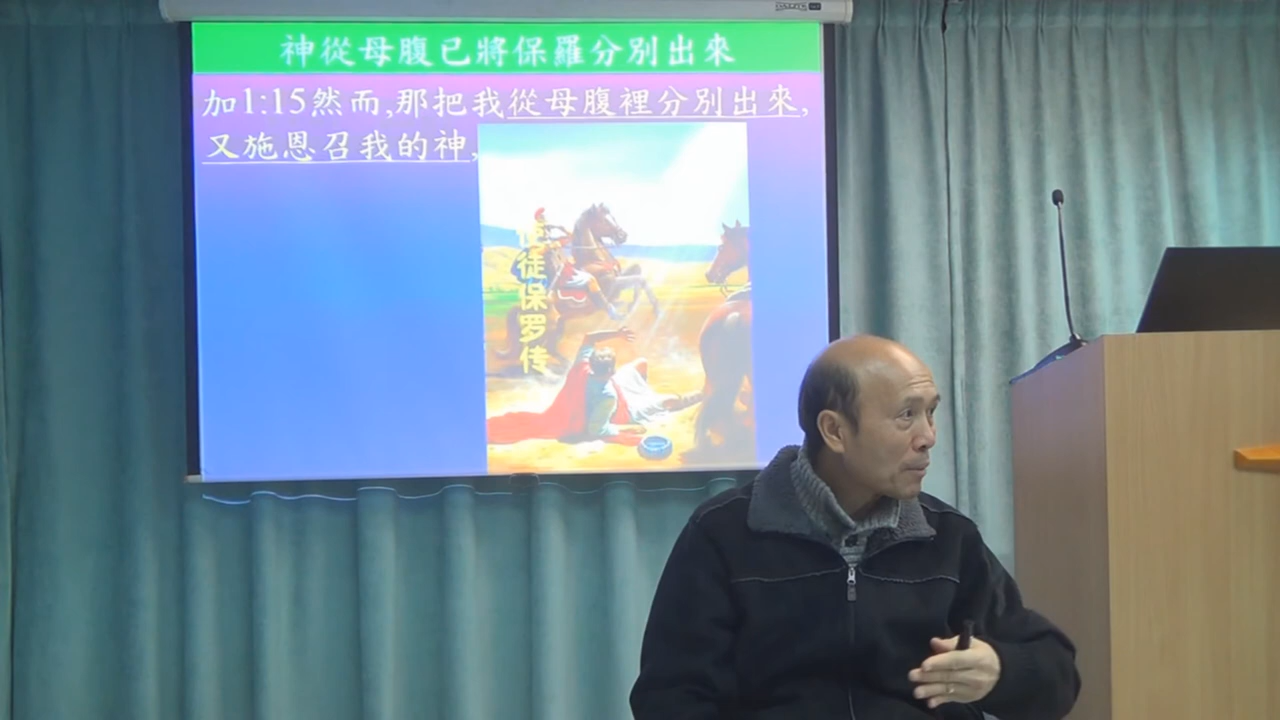 神從母腹已將保羅分別出來
加1:15然而,那把我從母腹裡分別出來,
又施恩召我的神,
使徒保罗传